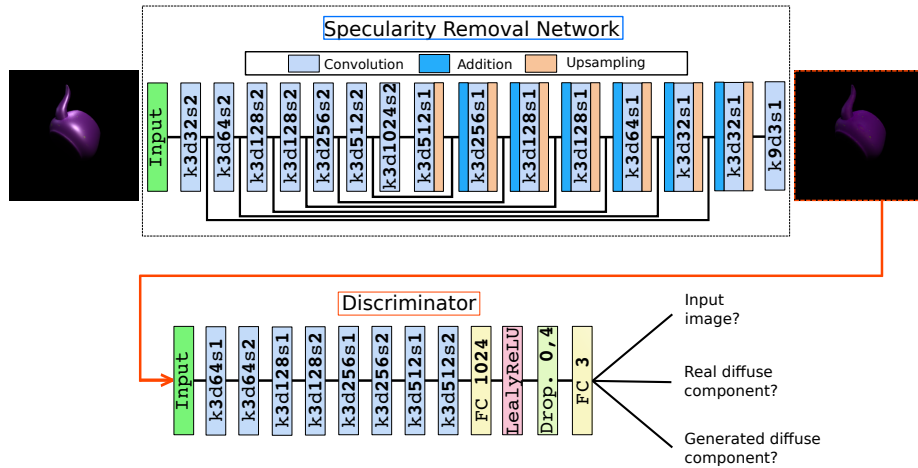 Specularity Removal Network
Convolution
Addition
Upsampling
Input
k3d32s2
k3d64s2
k3d128s2
k3d128s2
k3d256s2
k3d512s2
k3d1024s2
k3d512s1
k3d256s1
k3d128s1
k3d128s1
k3d64s1
k3d32s1
k3d32s1
k9d3s1
Discriminator
Input
k3d64s1
k3d64s2
k3d128s1
k3d128s2
k3d256s1
k3d256s2
k3d512s1
k3d512s2
FC 1024
LealyReLU
Drop. 0,4
FC 3
Input
image?
Real diffuse
component?
Generated diffuse
component?